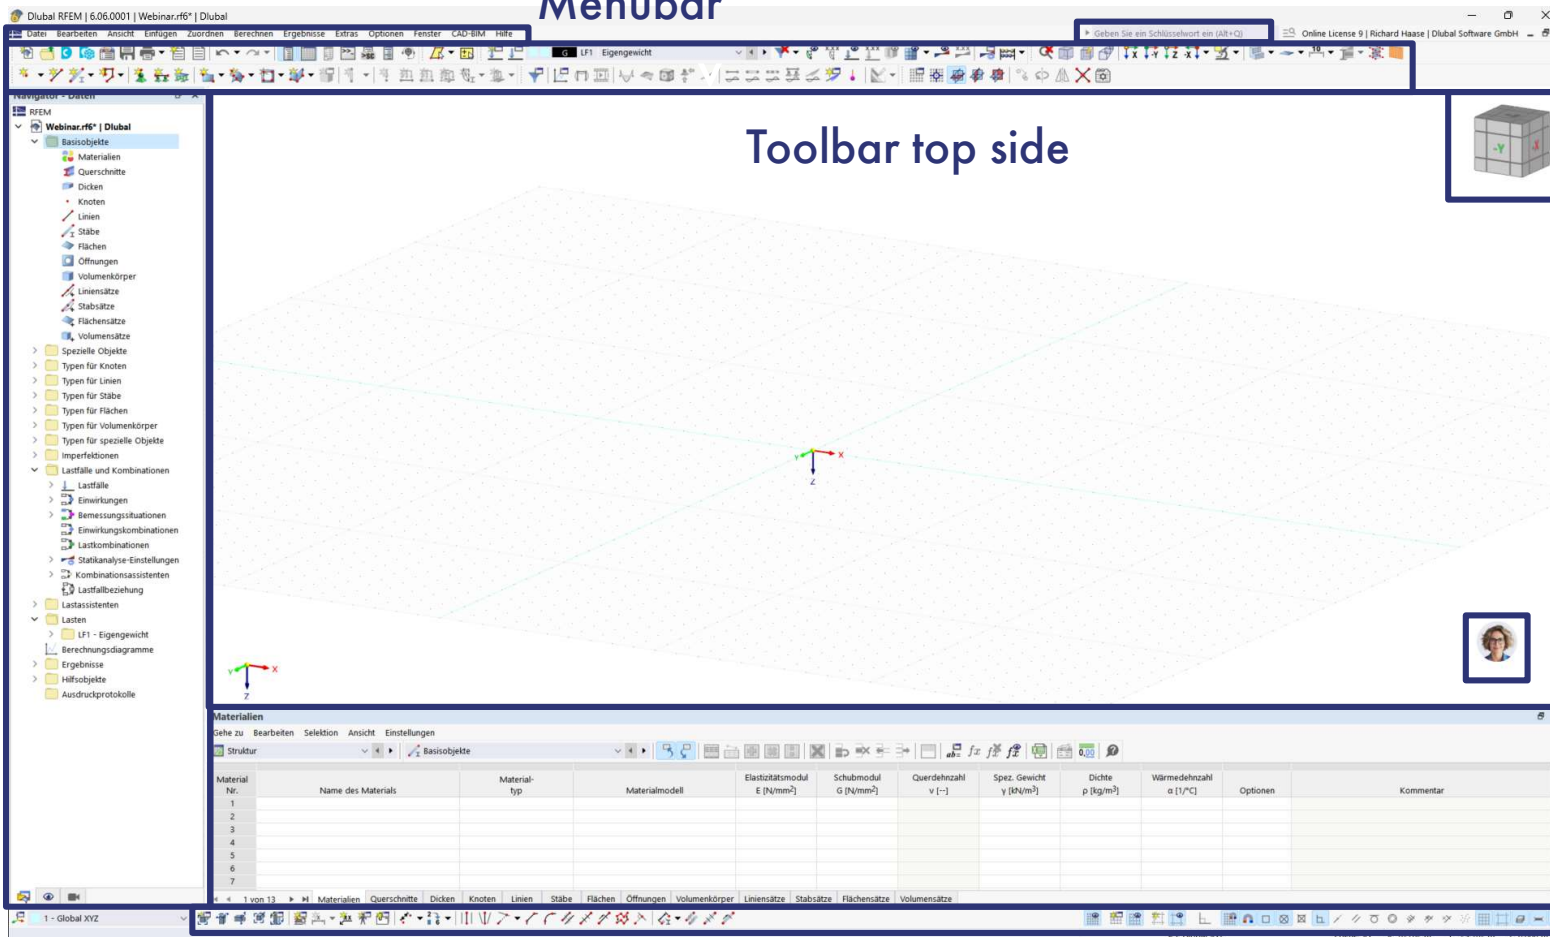 Dlubal RFEM | 6.06.0001 | Webinar.rf6* | Dlubal
Menubar
Datei Bearbeiten Ansicht Einfügen Zuordnen Berechnen Ergebnisse Extras Optionen Fenster CAD-BIM Hilfe
Geben Sie ein Schlüsselwort ein (Alt+Q)
Online License 9 | Richard Haase | Dlubal Software GmbH
G LF1 Eigengewicht
Navigator - Daten
RFEM
Webinar.rf6* | Dlubal
Basisobjekte
Materialien
Querschnitte
Dicken
Knoten
Linien
Stäbe
Flächen
Öffnungen
Volumenkörper
Liniensätze
Stabsätze
Flächensätze
Volumensätze
Spezielle Objekte
Typen für Knoten
Typen für Linien
Typen für Stäbe
Typen für Flächen
Typen für Volumenkörper
Typen für spezielle Objekte
Imperfektionen
Lastfälle und Kombinationen
Lastfälle
Einwirkungen
Bemessungssituationen
Einwirkungskombinationen
Lastkombinationen
Statikanalyse-Einstellungen
Kombinationsassistenten
Lastfallbeziehung
Lastassistenten
Lasten
LF1 - Eigengewicht
Berechnungsdiagramme
Ergebnisse
Hilfsobjekte
Ausdruckprotokolle
Toolbar top side
-Y -X
Y X
Z
Y X
Z
Materialien
Gehe zu Bearbeiten Selektion Ansicht Einstellungen
Struktur Basisobjekte
Material Nr. Name des Materials Material-typ Materialmodell Elastizitätsmodul E [N/mm²] Schubmodul G [N/mm²] Querdehnzahl ν [--] Spez. Gewicht γ [kN/m³] Dichte ρ [kg/m³] Wärmedehnzahl α [1/°C] Optionen Kommentar
1
2
3
4
5
6
7
1 von 13 Materialien Querschnitte Dicken Knoten Linien Stäbe Flächen Öffnungen Volumenkörper Liniensätze Stabsätze Flächensätze Volumensätze
1 - Global XYZ